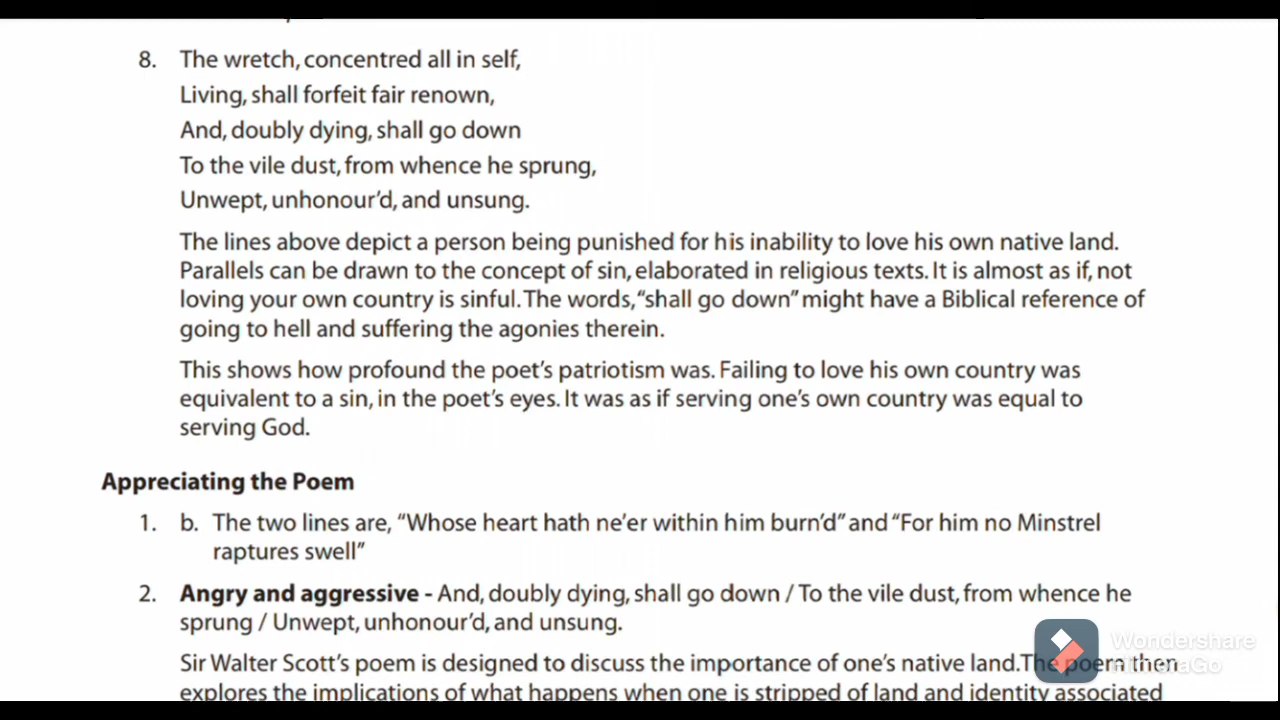 8. The wretch, concentred all in self,
Living, shall forfeit fair renown,
And, doubly dying, shall go down
To the vile dust, from whence he sprung,
Unwept, unhonour'd, and unsung.
The lines above depict a person being punished for his inability to love his own native land.
Parallels can be drawn to the concept of sin, elaborated in religious texts. It is almost as if, not
loving your own country is sinful. The words, “shall go down” might have a Biblical reference of
going to hell and suffering the agonies therein.
This shows how profound the poet's patriotism was. Failing to love his own country was
equivalent to a sin, in the poet's eyes. It was as if serving one's own country was equal to
serving God.
Appreciating the Poem
1. b. The two lines are, “Whose heart hath ne'er within him burn'd” and “For him no Minstrel
raptures swell”
2. Angry and aggressive - And, doubly dying, shall go down / To the vile dust, from whence he
sprung / Unwept, unhonour'd, and unsung.
Sir Walter Scott's poem is designed to discuss the importance of one's native land. The poem then
explores the implications of what happens when one is stripped of land and identity associated
Wondershare
FilmoraGo